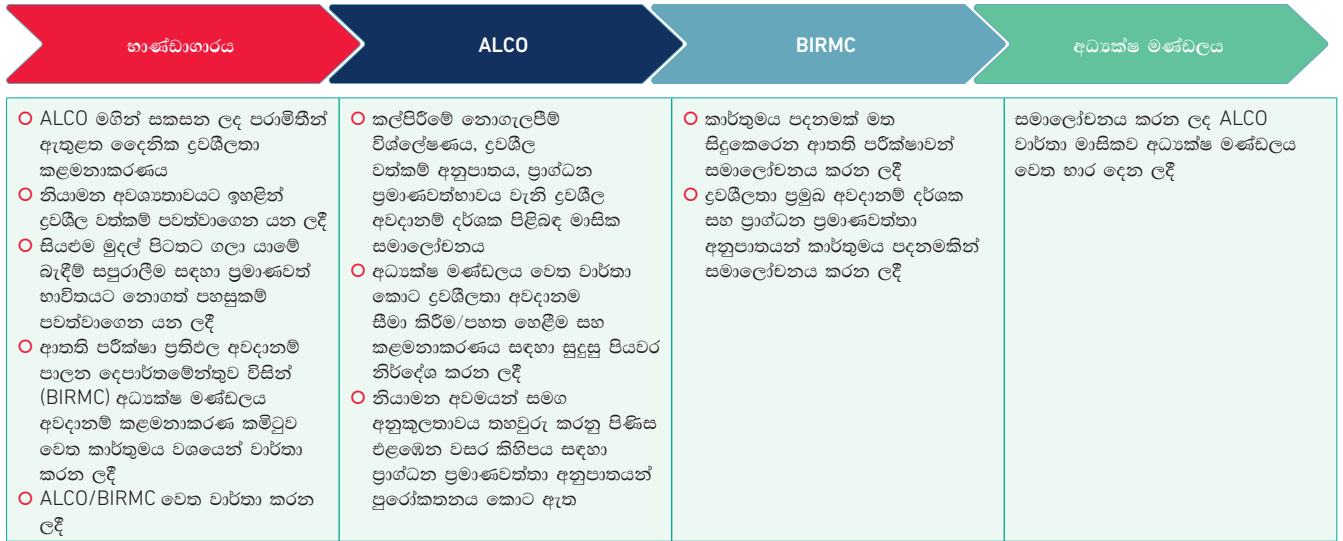 භාණ්ඩාගාරය
ALCO
BIRMC
අධ්‍යක්ෂ මණ්ඩලය
ALCO මගින් සකසන ලද පරාමිතීන්
ඇතුළත දෛනික ද්‍රවශීලතා
කළමනාකරණය
නියාමන අවශ්‍යතාවයට ඉහළින්
ද්‍රවශීල වත්කම් පවත්වාගෙන යන ලදී
සියළුම මුදල් පිටතට ගලා යාමේ
බැඳීම් සපුරාලීම සඳහා ප්‍රමාණවත්
භාවිතයට නොගත් පහසුකම්
පවත්වාගෙන යන ලදී
ආතති පරීක්ෂා ප්‍රතිඵල අවදානම්
පාලන දෙපාර්තමේන්තුව විසින්
(BIRMC) අධ්‍යක්ෂ මණ්ඩලය
අවදානම් කළමනාකරණ කමිටුව
වෙත කාර්තුමය වශයෙන් වාර්තා
කරන ලදී
ALCO/BIRMC වෙත වාර්තා කරන
ලදී
කල්පිරීමේ නොගැලපීම්
විශ්ලේෂණය, ද්‍රවශීල
වත්කම් අනුපාතය, ප්‍රාග්ධන
ප්‍රමාණවත්භාවය වැනි ද්‍රවශීල
අවදානම් දර්ශක පිළිබඳ මාසික
සමාලෝචනය
අධ්‍යක්ෂ මණ්ඩලය වෙත වාර්තා
කොට ද්‍රවශීලතා අවදානම
සීමා කිරීම/පහත හෙළීම සහ
කළමනාකරණය සඳහා සුදුසු පියවර
නිර්දේශ කරන ලදී
නියාමන අවමයන් සමග
අනුකූලතාවය තහවුරු කරනු පිණිස
එළඹෙන වසර කිහිපය සඳහා
ප්‍රාග්ධන ප්‍රමාණවත්තා අනුපාතයන්
පුරෝකතනය කොට ඇත
කාර්තුමය පදනමක් මත
සිදුකෙරෙන ආතති පරීක්ෂාවන්
සමාලෝචනය කරන ලදී
ද්‍රවශීලතා ප්‍රමුඛ අවදානම් දර්ශක
සහ ප්‍රාග්ධන ප්‍රමාණවත්තා
අනුපාතයන් කාර්තුමය පදනමකින්
සමාලෝචනය කරන ලදී
සමාලෝචනය කරන ලද ALCO
වාර්තා මාසිකව අධ්‍යක්ෂ මණ්ඩලය
වෙත භාර දෙන ලදී